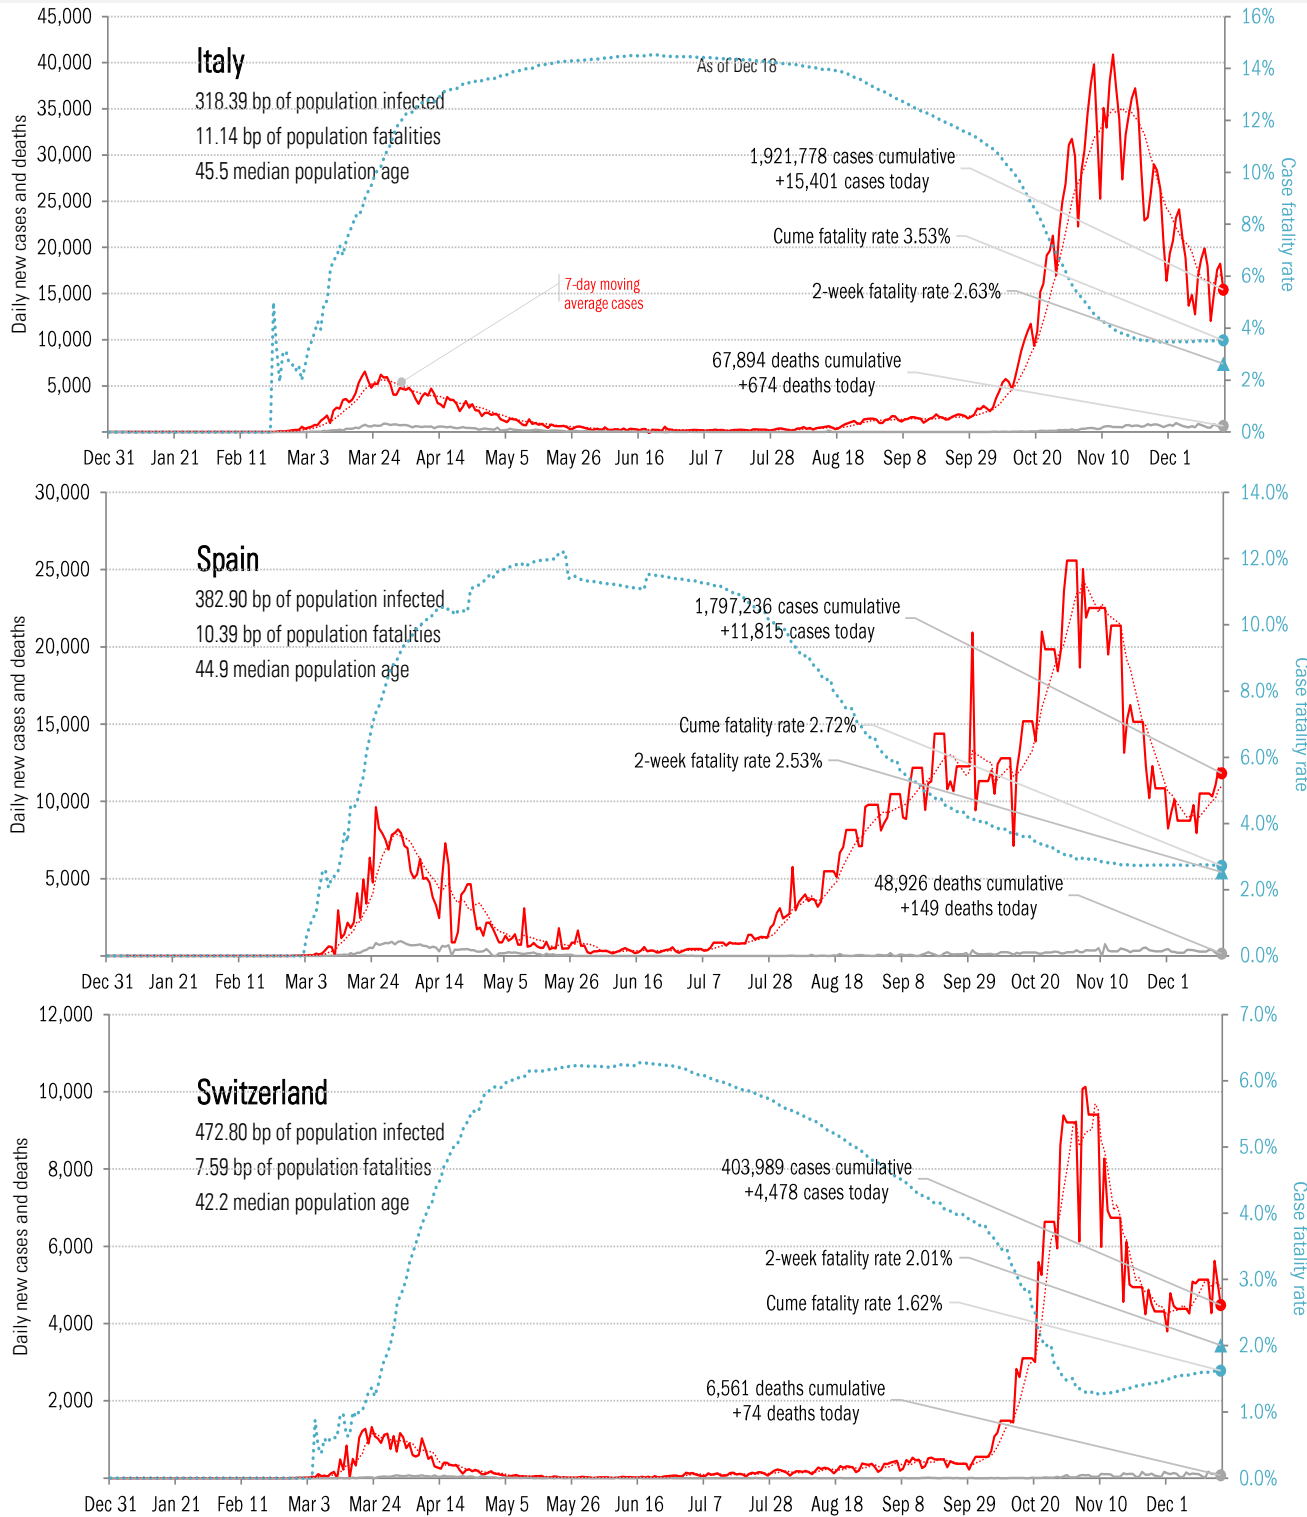 45,000
40,000
35,000
30,000
25,000
20,000
15,000
10,000
5,000
Daily new cases and deaths
Italy
318.39 bp of population infected
11.14 bp of population fatalities
45.5 median population age
As of Dec 18
7-day moving
average cases
1,921,778 cases cumulative
+15,401 cases today
Cume fatality rate 3.53%
2-week fatality rate 2.63%
67,894 deaths cumulative
+674 deaths today
16%
14%
12%
10%
8%
6%
4%
2%
0%
Case fatality rate
Dec 31 Jan 21 Feb 11 Mar 3 Mar 24 Apr 14 May 5 May 26 Jun 16 Jul 7 Jul 28 Aug 18 Sep 8 Sep 29 Oct 20 Nov 10 Dec 1
30,000
25,000
20,000
15,000
10,000
5,000
Daily new cases and deaths
Spain
382.90 bp of population infected
10.39 bp of population fatalities
44.9 median population age
1,797,236 cases cumulative
+11,815 cases today
Cume fatality rate 2.72%
2-week fatality rate 2.53%
48,926 deaths cumulative
+149 deaths today
14.0%
12.0%
10.0%
8.0%
6.0%
4.0%
2.0%
0.0%
Case fatality rate
Dec 31 Jan 21 Feb 11 Mar 3 Mar 24 Apr 14 May 5 May 26 Jun 16 Jul 7 Jul 28 Aug 18 Sep 8 Sep 29 Oct 20 Nov 10 Dec 1
12,000
10,000
8,000
6,000
4,000
2,000
Daily new cases and deaths
Switzerland
472.80 bp of population infected
7.59 bp of population fatalities
42.2 median population age
403,989 cases cumulative
+4,478 cases today
2-week fatality rate 2.01%
Cume fatality rate 1.62%
6,561 deaths cumulative
+74 deaths today
7.0%
6.0%
5.0%
4.0%
3.0%
2.0%
1.0%
0.0%
Case fatality rate
Dec 31 Jan 21 Feb 11 Mar 3 Mar 24 Apr 14 May 5 May 26 Jun 16 Jul 7 Jul 28 Aug 18 Sep 8 Sep 29 Oct 20 Nov 10 Dec 1